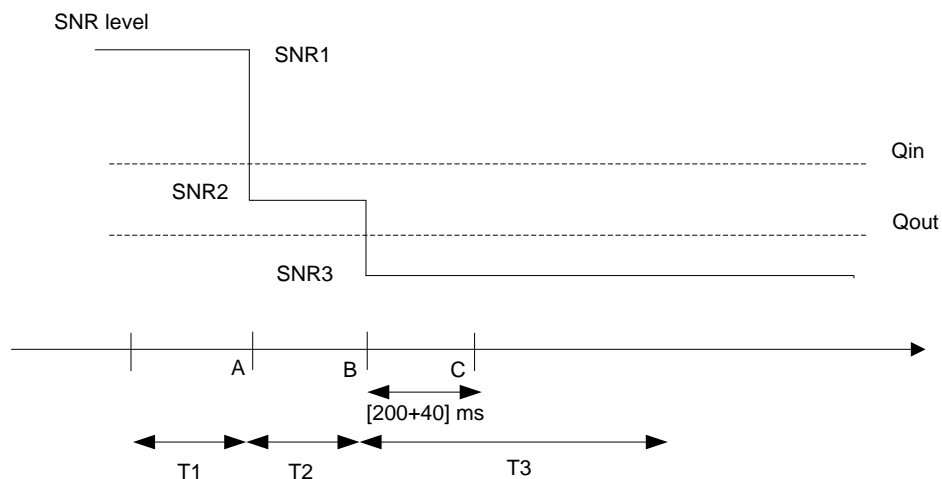 SNR level
SNR1
Qin
SNR2
Qout
SNR3
A
B
C
[200+40] ms
T1
T2
T3